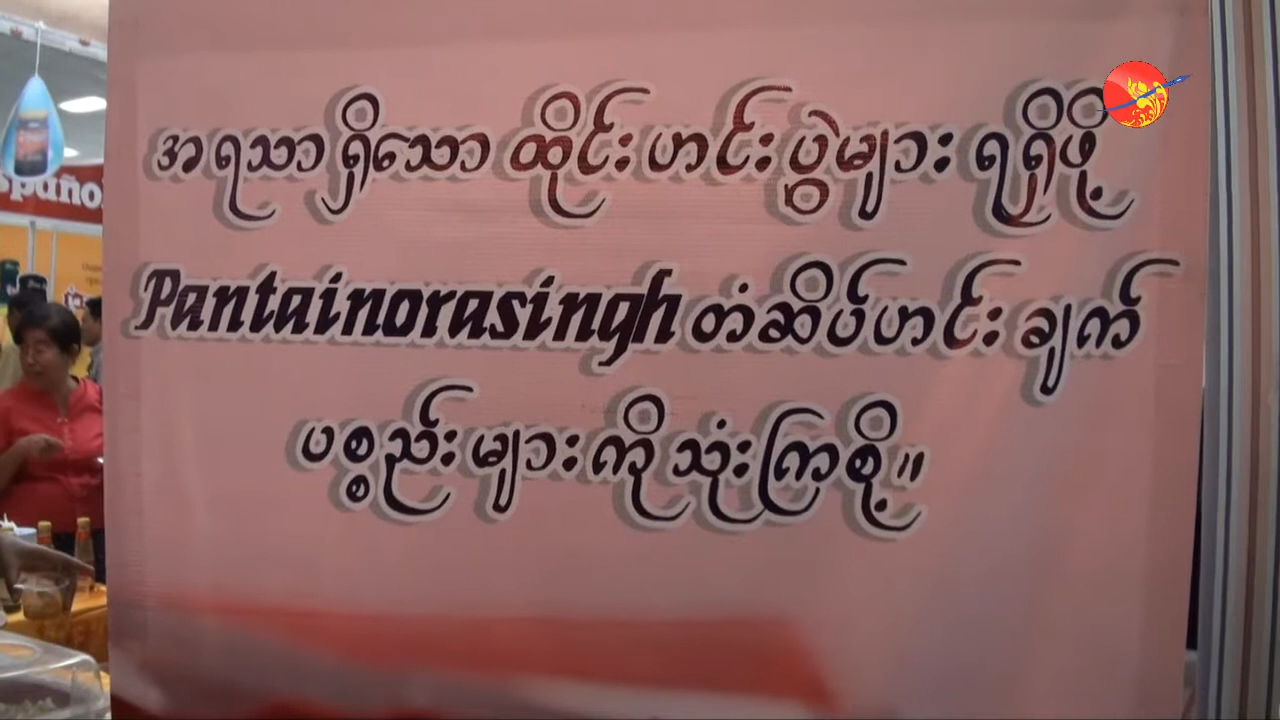 အရသာရှိသော ထိုင်းဟင်းပွဲများ ရရှိဖို့
Pantainorasingh တံဆိပ်ဟင်းချက်
ပစ္စည်းများကို သုံးကြစို့။
spaño